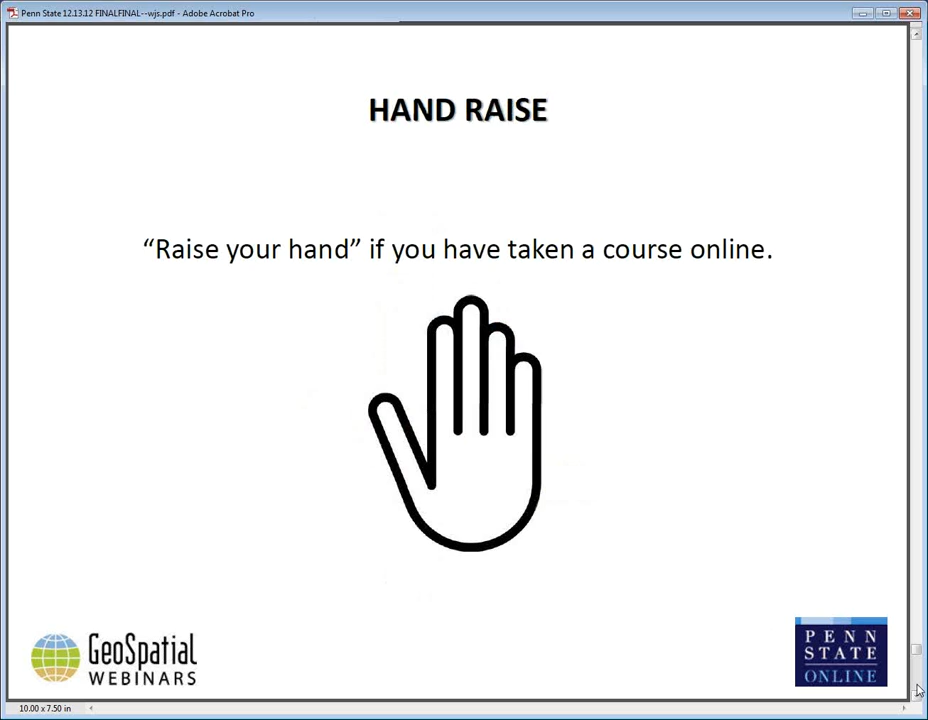 Penn State 12.13.12 FINALFINAL--wjs.pdf - Adobe Acrobat Pro
HAND RAISE
“Raise your hand” if you have taken a course online.
GeoSpatial
WEBINARS
PENN
STATE
ONLINE
10.00 x 7.50 in